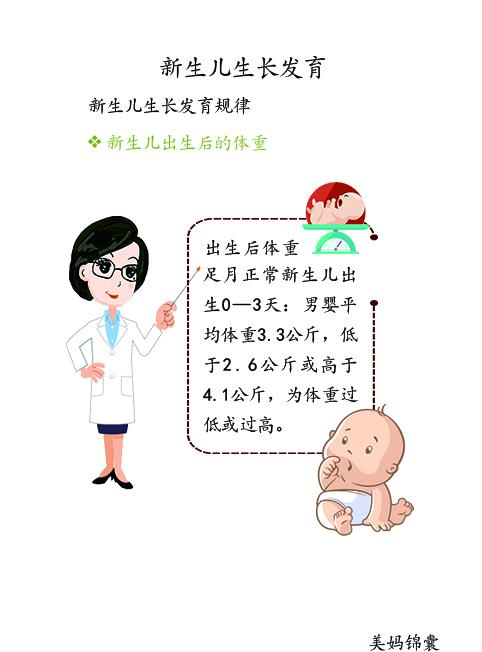 新生儿生长发育
新生儿生长发育规律
新生儿出生后的体重
出生后体重
足月正常新生儿出
生0—3天：男婴平
均体重3.3公斤，低
于2.6公斤或高于
4.1公斤，为体重过
低或过高。
美妈锦囊